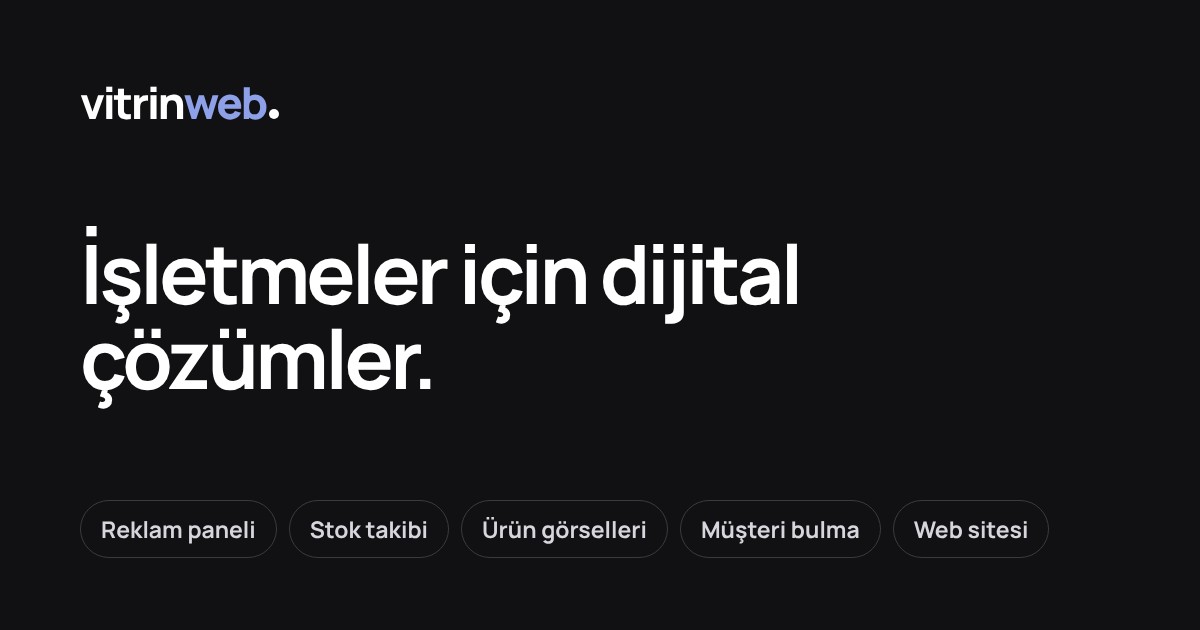 vitrinweb.
İşletmeler için dijital
çözümler.
Reklam paneli
Stok takibi
Ürün görselleri
Müşteri bulma
Web sitesi